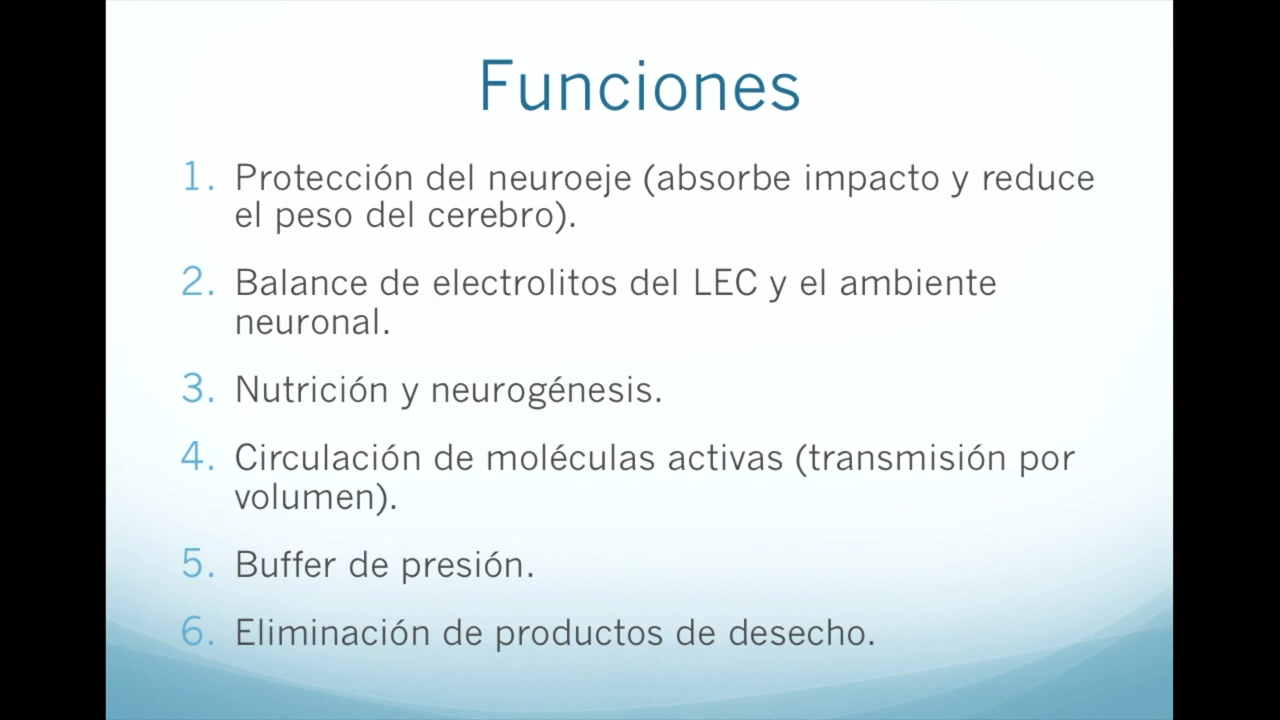 Funciones
1. Protección del neuroeje (absorbe impacto y reduce
el peso del cerebro).
2. Balance de electrolitos del LEC y el ambiente
neuronal.
3. Nutrición y neurogénesis.
4. Circulación de moléculas activas (transmisión por
volumen).
5. Buffer de presión.
6. Eliminación de productos de desecho.